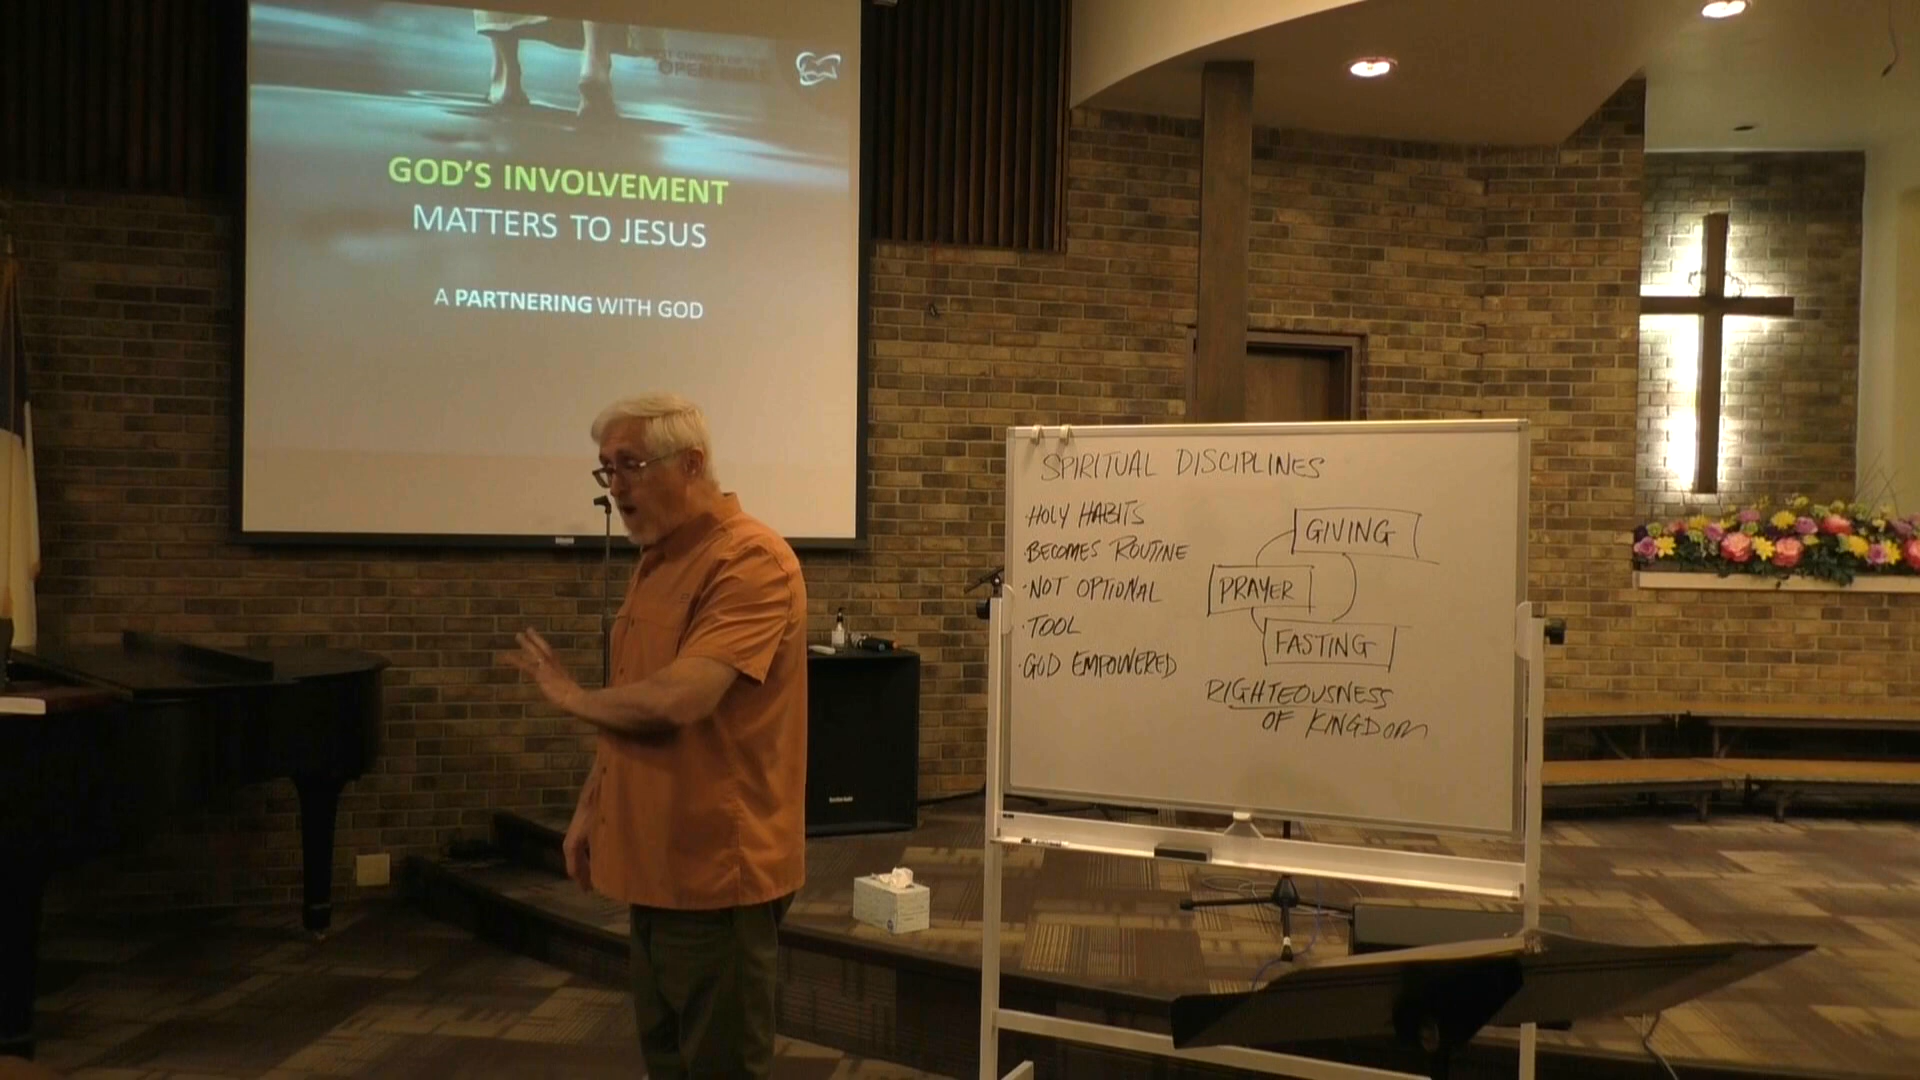 OPEN BIBLE
GOD'S INVOLVEMENT
MATTERS TO JESUS
A PARTNERING WITH GOD
SPIRITUAL DISCIPLINES
·HOLY HABITS
·BECOMES ROUTINE
·NOT OPTIONAL
·TOOL
·GOD EMPOWERED
GIVING
PRAYER
FASTING
RIGHTEOUSNESS
OF KINGDOM